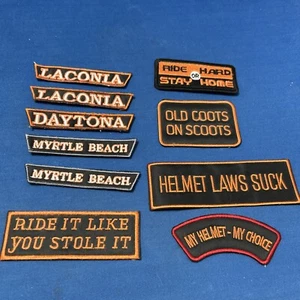 LACONIA
LACONIA
DAYTONA
MYRTLE BEACH
MYRTLE BEACH
RIDE IT LIKE
YOU STOLE IT
RIDE HARD
OR
STAY HOME
OLD COOTS
ON SCOOTS
HELMET LAWS SUCK
MY HELMET - MY CHOICE